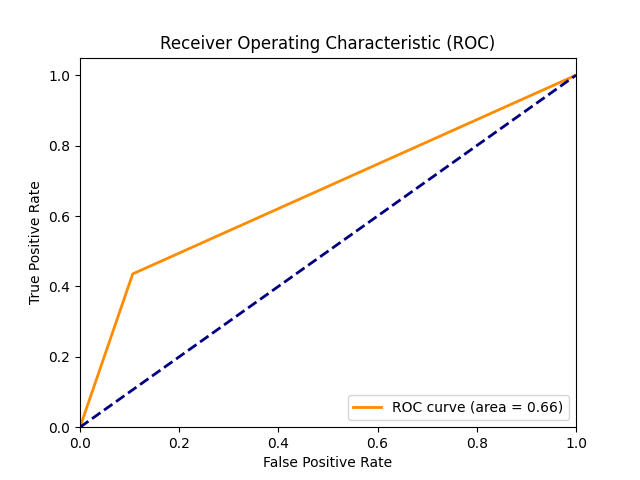 Receiver Operating Characteristic (ROC)
True Positive Rate
1.0
0.8
0.6
0.4
0.2
0.0
ROC curve (area = 0.66)
0.0 0.2 0.4 0.6 0.8 1.0
False Positive Rate